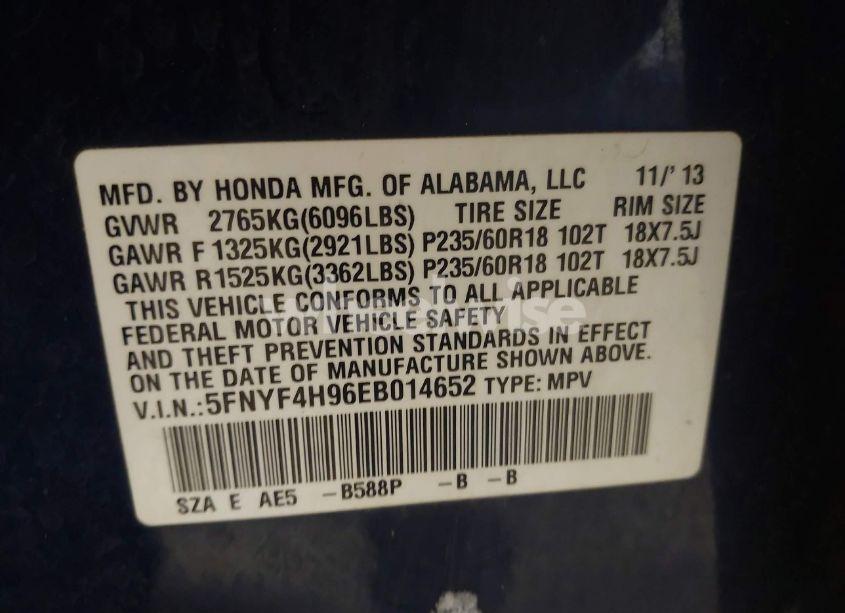 MFD. BY HONDA MFG. OF ALABAMA, LLC 11/' 13
GVWR 2765KG(6096LBS) TIRE SIZE RIM SIZE
GAWR F 1325KG(2921LBS) P235/60R18 102T 18X7.5J
GAWR R1525KG(3362LBS) P235/60R18 102T 18X7.5J
THIS VEHICLE CONFORMS TO ALL APPLICABLE
FEDERAL MOTOR VEHICLE SAFETY
AND THEFT PREVENTION STANDARDS IN EFFECT
ON THE DATE OF MANUFACTURE SHOWN ABOVE.
V.I.N.:5FNYF4H96EB014652 TYPE: MPV
SZA E AE5 -B588P -B -B